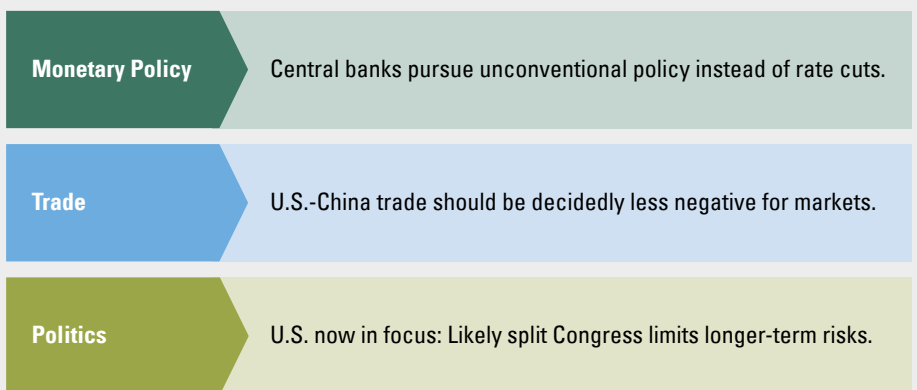 Monetary Policy
Central banks pursue unconventional policy instead of rate cuts.
Trade
U.S.-China trade should be decidedly less negative for markets.
Politics
U.S. now in focus: Likely split Congress limits longer-term risks.